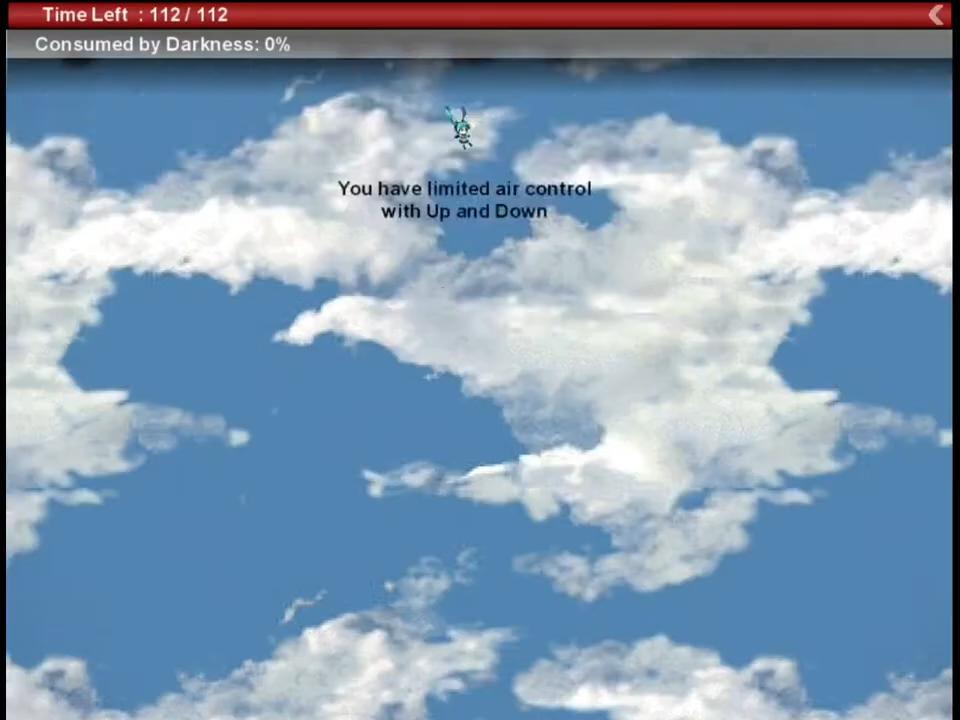 Time Left : 112 / 112
Consumed by Darkness: 0%
You have limited air control
with Up and Down